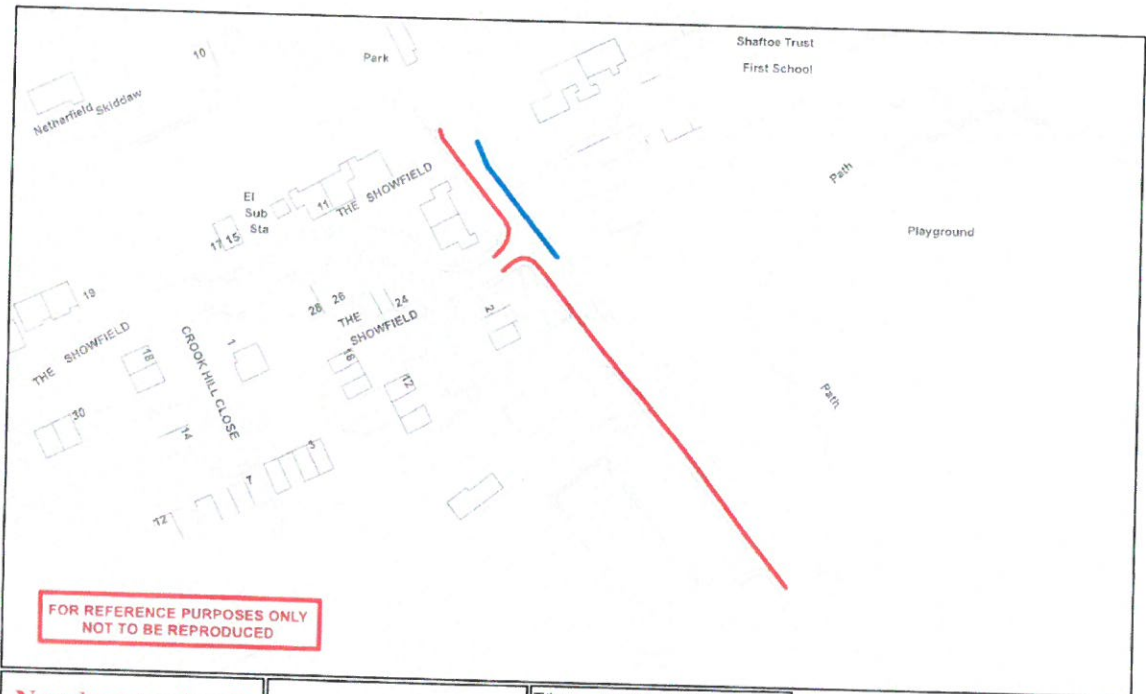 Shaftoe Trust
First School
10
Park
Netherfield
Skiddaw
Path
El
Sub
Sta
11
THE SHOWFIELD
17 15
Playground
19
THE SHOWFIELD
CROOK HILL CLOSE
1
28 26
24
THE
SHOWFIELD
2
18
16
12
Path
30
14
3
7
12
FOR REFERENCE PURPOSES ONLY
NOT TO BE REPRODUCED